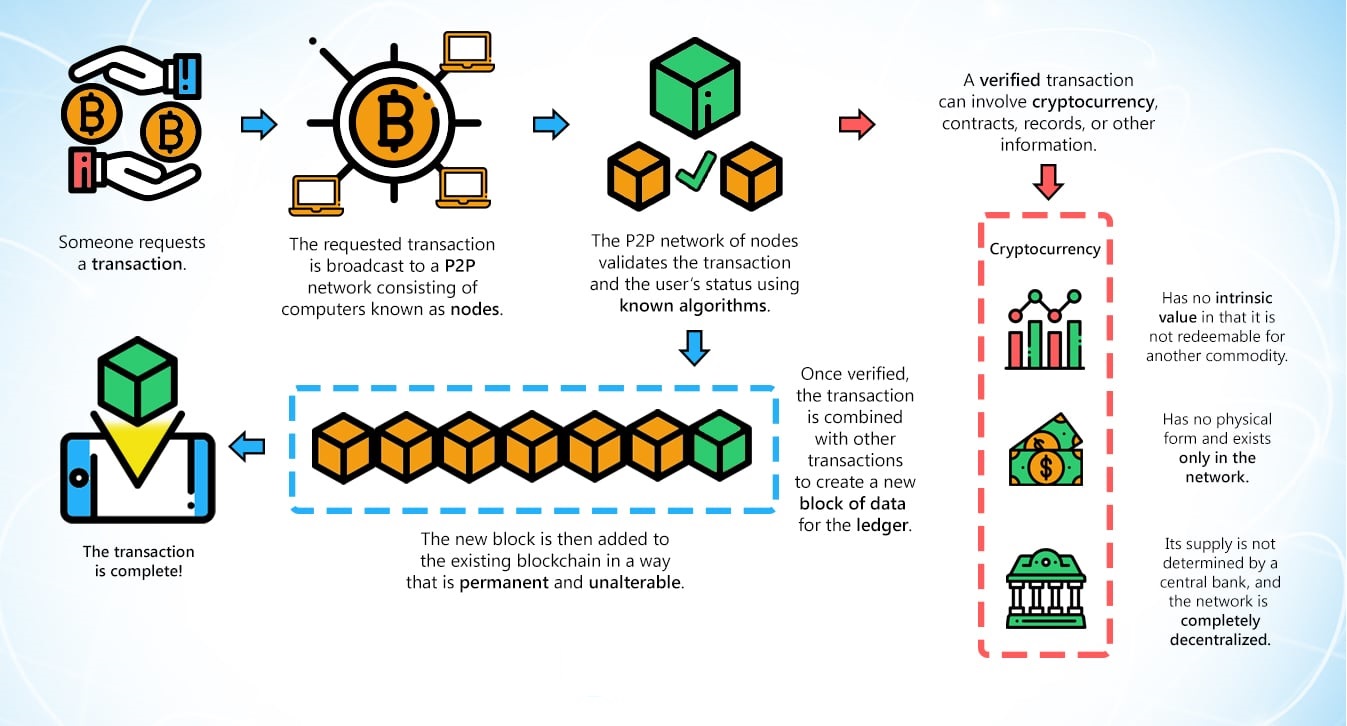 Someone requests
a transaction.
The requested transaction
is broadcast to a P2P
network consisting of
computers known as nodes.
The P2P network of nodes
validates the transaction
and the user's status using
known algorithms.
A verified transaction
can involve cryptocurrency,
contracts, records, or other
information.
Cryptocurrency
Has no intrinsic
value in that it is
not redeemable for
another commodity.
Has no physical
form and exists
only in the
network.
Its supply is not
determined by a
central bank, and
the network is
completely
decentralized.
Once verified,
the transaction
is combined
with other
transactions
to create a new
block of data
for the ledger.
The new block is then added to
the existing blockchain in a way
that is permanent and unalterable.
The transaction
is complete!